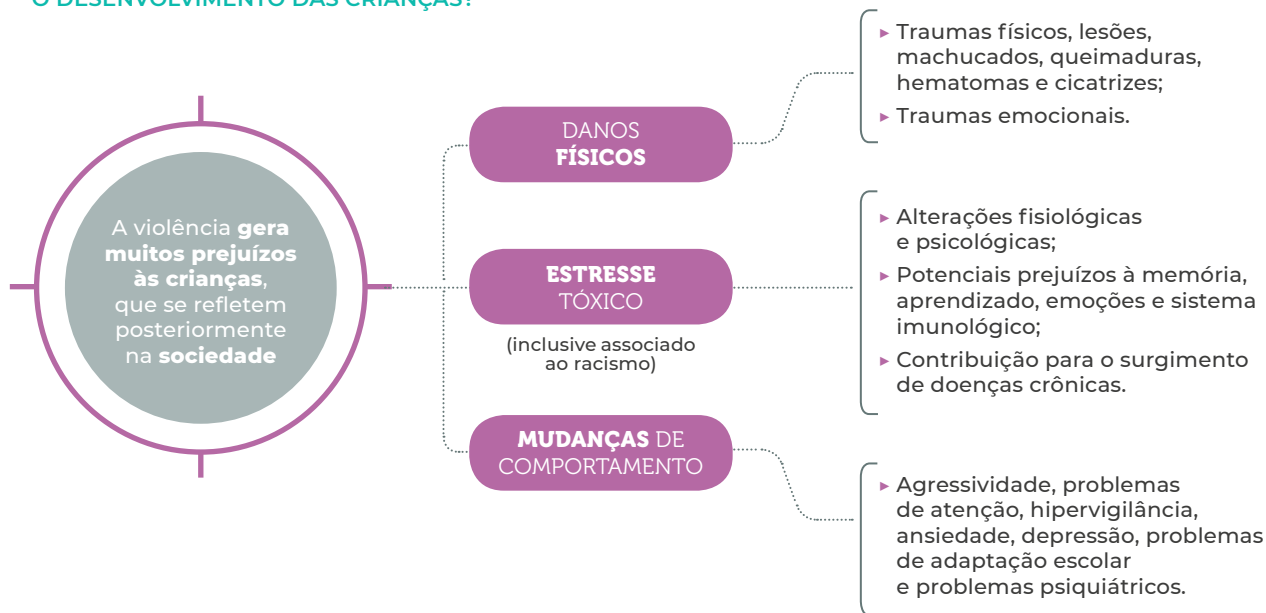 O DESENVOLVIMENTO DAS CRIANÇAS?
A violência gera
muitos prejuízos
às crianças,
que se refletem
posteriormente
na sociedade
DANOS
FÍSICOS
▸ Traumas físicos, lesões,
machucados, queimaduras,
hematomas e cicatrizes;
▸ Traumas emocionais.
ESTRESSE
TÓXICO
(inclusive associado
ao racismo)
▸ Alterações fisiológicas
e psicológicas;
▸ Potenciais prejuízos à memória,
aprendizado, emoções e sistema
imunológico;
▸ Contribuição para o surgimento
de doenças crônicas.
MUDANÇAS DE
COMPORTAMENTO
▸ Agressividade, problemas
de atenção, hipervigilância,
ansiedade, depressão, problemas
de adaptação escolar
e problemas psiquiátricos.